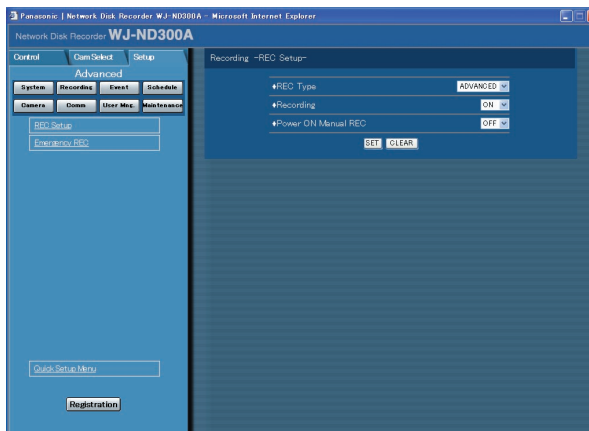 Panasonic | Network Disk Recorder WJ-ND300A - Microsoft Internet Explorer
Network Disk Recorder WJ-ND300A
Control Cam Select Setup
Advanced
System Recording Event Schedule
Camera Comm User Mng. Maintenance
REC Setup
Emergency REC
Quick Setup Menu
Registration
Recording -REC Setup-
♦REC Type ADVANCED
♦Recording ON
♦Power ON Manual REC OFF
SET CLEAR